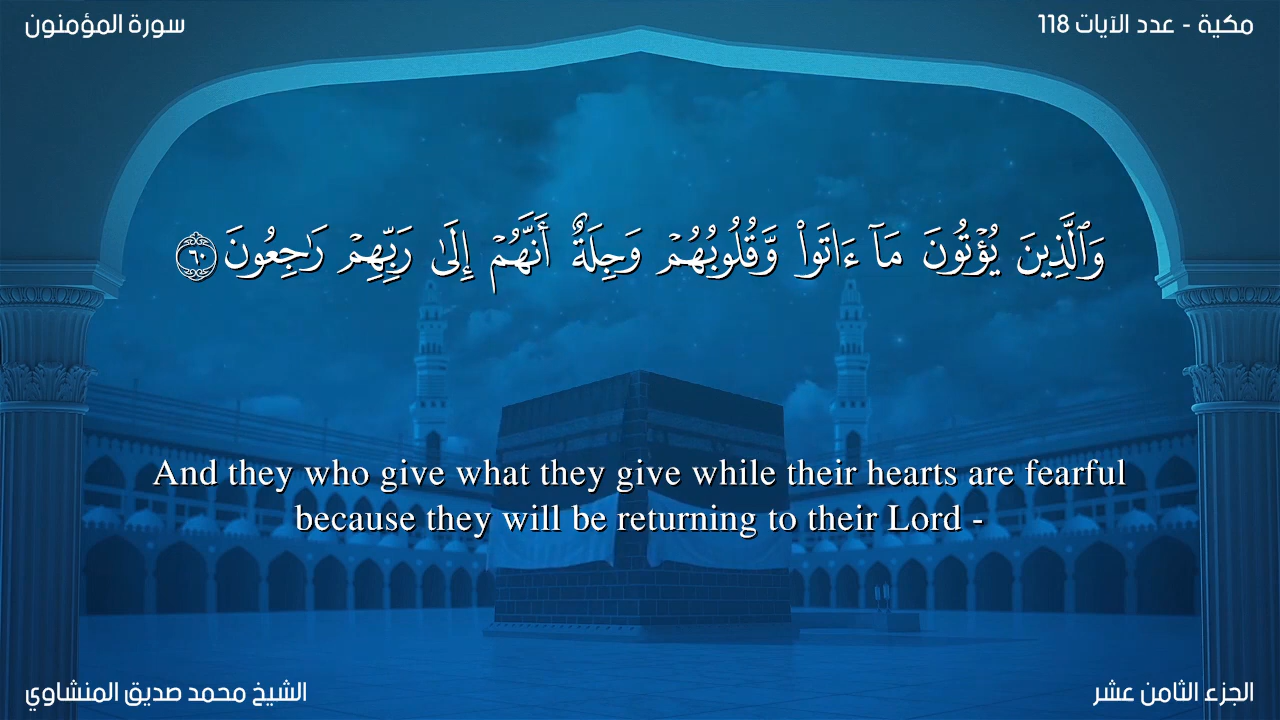 سورة المؤمنون
مكية - عدد الآيات 118
وَٱلَّذِينَ يُؤْتُونَ مَآ ءَاتَوا۟ وَّقُلُوبُهُمْ وَجِلَةٌ أَنَّهُمْ إِلَىٰ رَبِّهِمْ رَٰجِعُونَ ٦٠
And they who give what they give while their hearts are fearful
because they will be returning to their Lord -
الشيخ محمد صديق المنشاوي
الجزء الثامن عشر